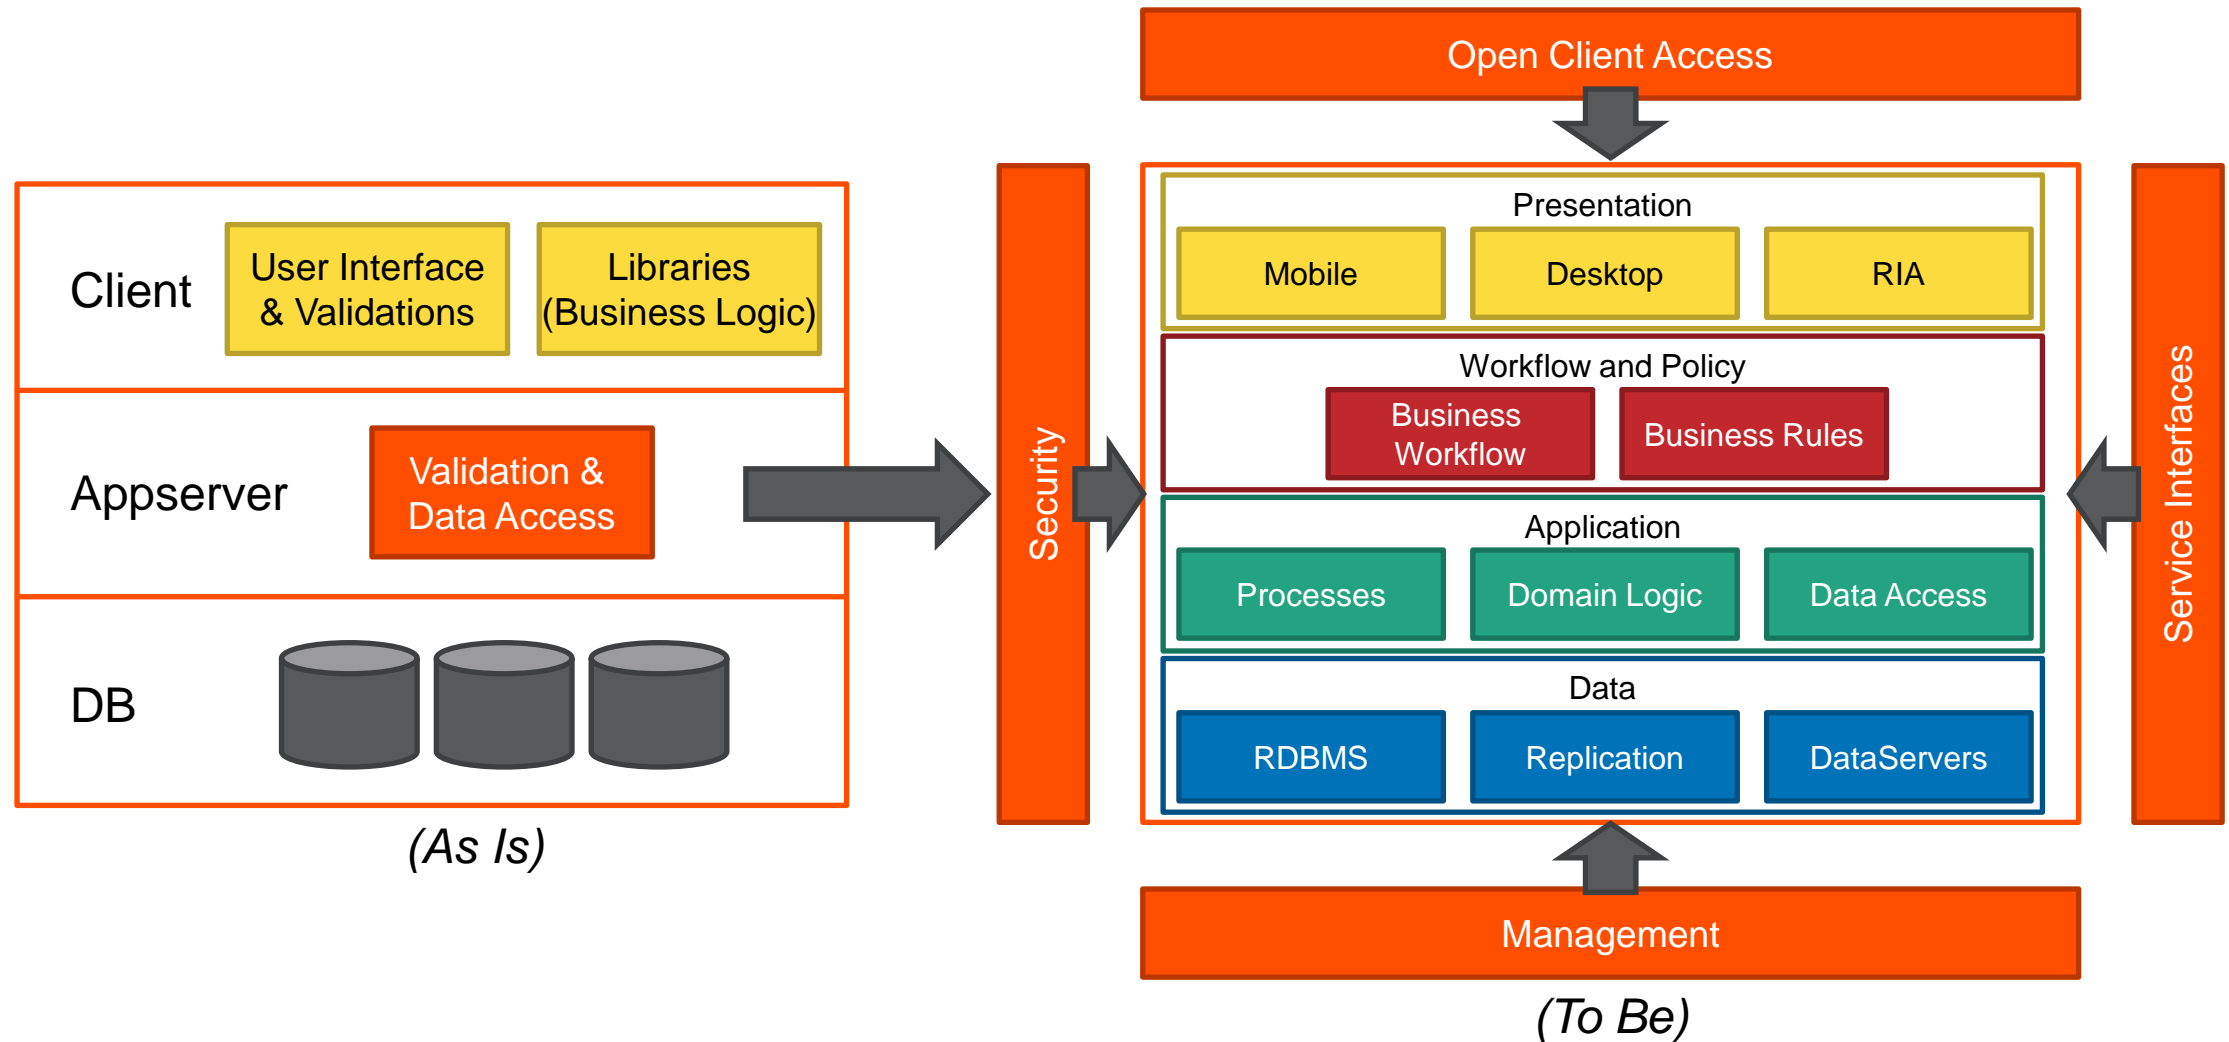 Open Client Access
Client
User Interface
& Validations
Libraries
(Business Logic)
Appserver
Validation &
Data Access
DB
(As Is)
Security
Presentation
Mobile
Desktop
RIA
Workflow and Policy
Business
Workflow
Business Rules
Application
Processes
Domain Logic
Data Access
Data
RDBMS
Replication
DataServers
Service Interfaces
Management
(To Be)